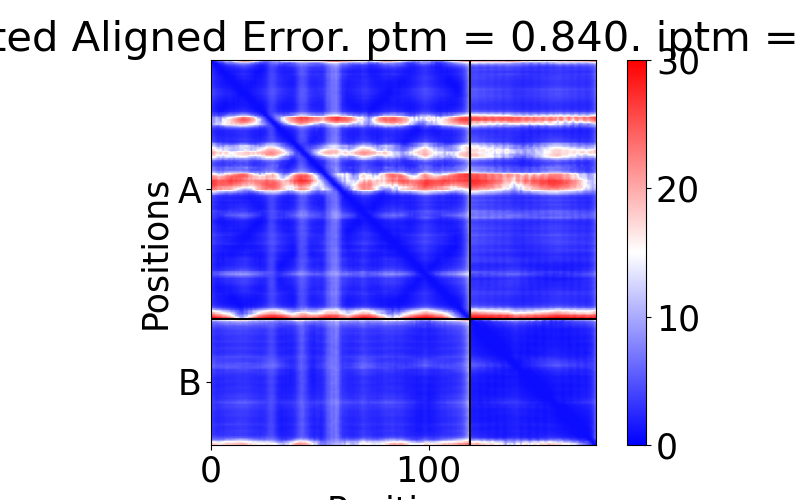 ted Aligned Error. ptm = 0.840. iptm =
30
20
10
0
Positions
A
B
0 100